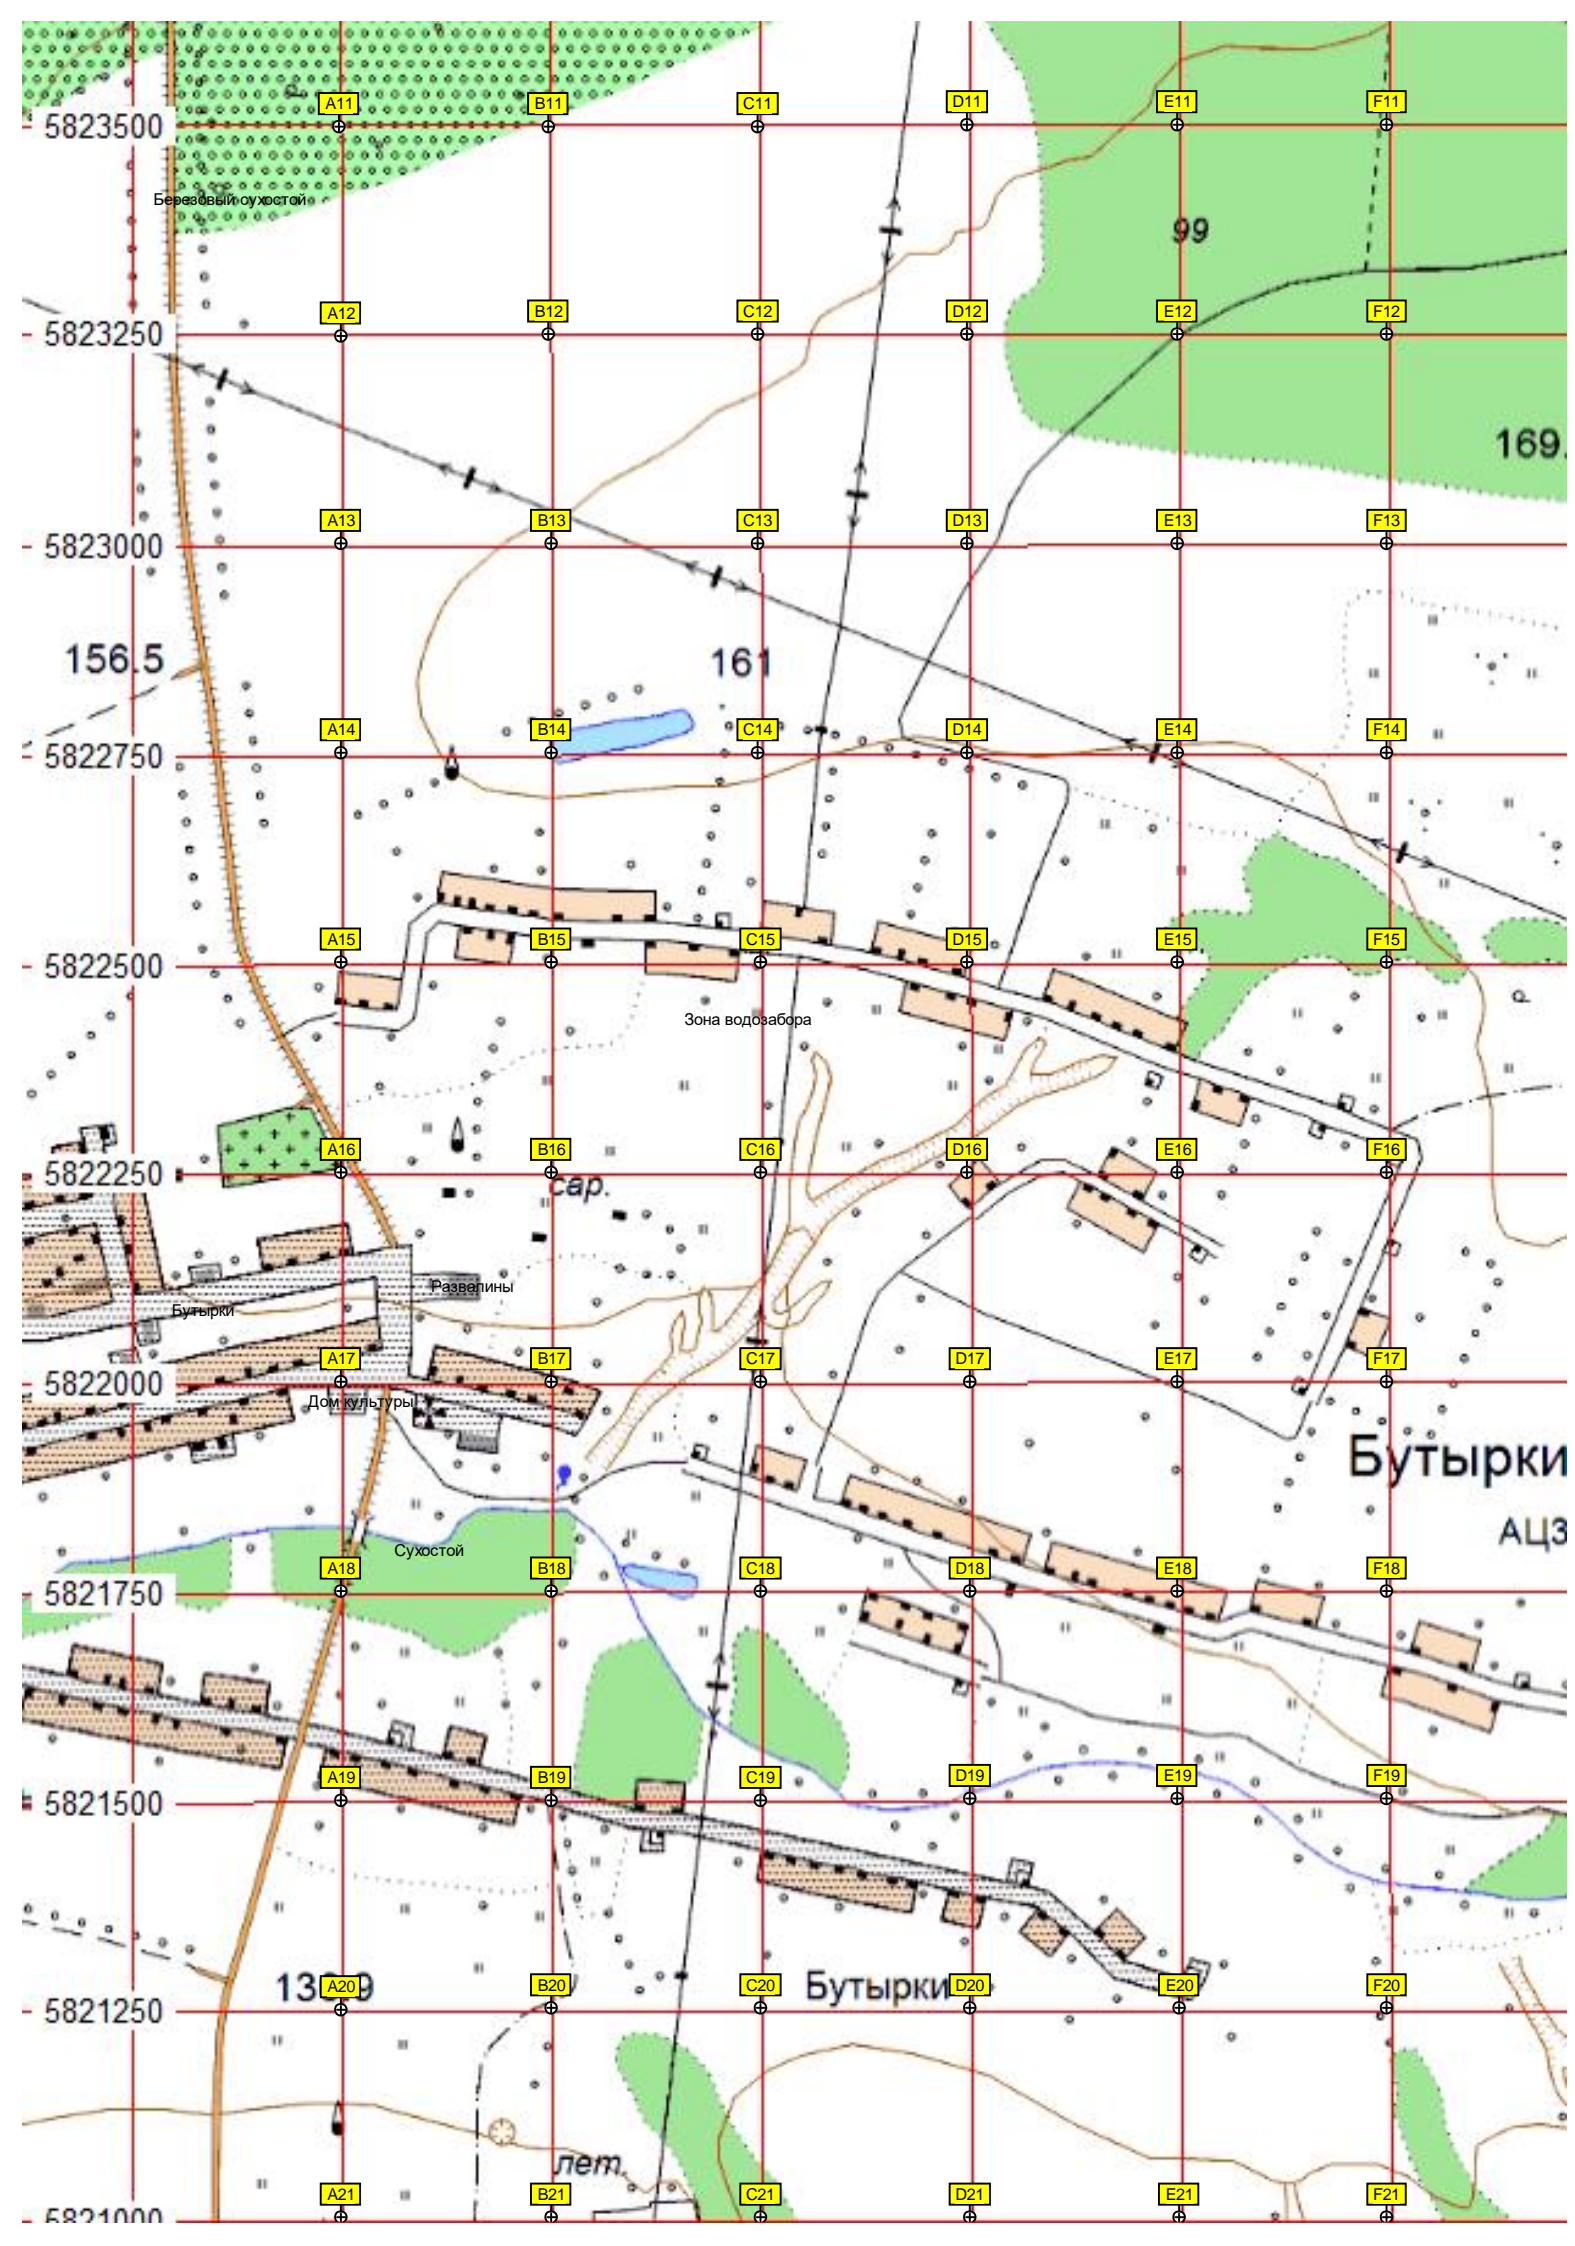 A11 B11 C11 D11 E11 F11
5823500
Березовый сухостой
99
A12 B12 C12 D12 E12 F12
5823250
169.
A13 B13 C13 D13 E13 F13
5823000
156.5 161
A14 B14 C14 D14 E14 F14
5822750
A15 B15 C15 D15 E15 F15
5822500
Зона водозабора
A16 B16 C16 D16 E16 F16
5822250
сар.
Развалины
Бутырки
A17 B17 C17 D17 E17 F17
5822000
Дом культуры
Бутырки
АЦЗ
Сухостой
A18 B18 C18 D18 E18 F18
5821750
A19 B19 C19 D19 E19 F19
5821500
Бутырки
A20 B20 C20 D20 E20 F20
5821250
лет.
A21 B21 C21 D21 E21 F21
5821000